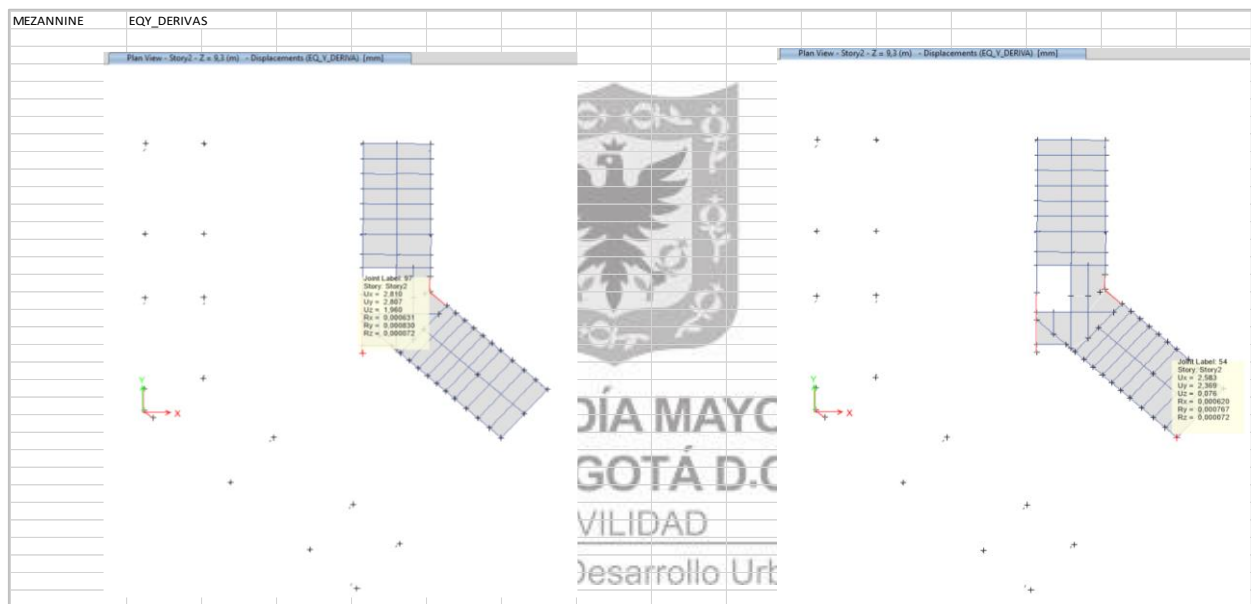 MEZANNINE EQY_DERIVAS
Plan View - Story2 - Z = 9,3 (m) - Displacements (EQ_Y_DERIVA) [mm]
Joint Label: 97
Story: Story2
Ux = 2,810
Uy = 2,807
Uz = 1,960
Rx = 0,000631
Ry = 0,000830
Rz = 0,000072
Y
X
Plan View - Story2 - Z = 9,3 (m) - Displacements (EQ_Y_DERIVA) [mm]
Joint Label: 54
Story: Story2
Ux = 2,583
Uy = 2,369
Uz = 0,876
Rx = 0,000620
Ry = 0,000767
Rz = 0,000072
Y
X
DÍA MAYO
GOTÁ D.C
VILIDAD
Desarrollo Urb